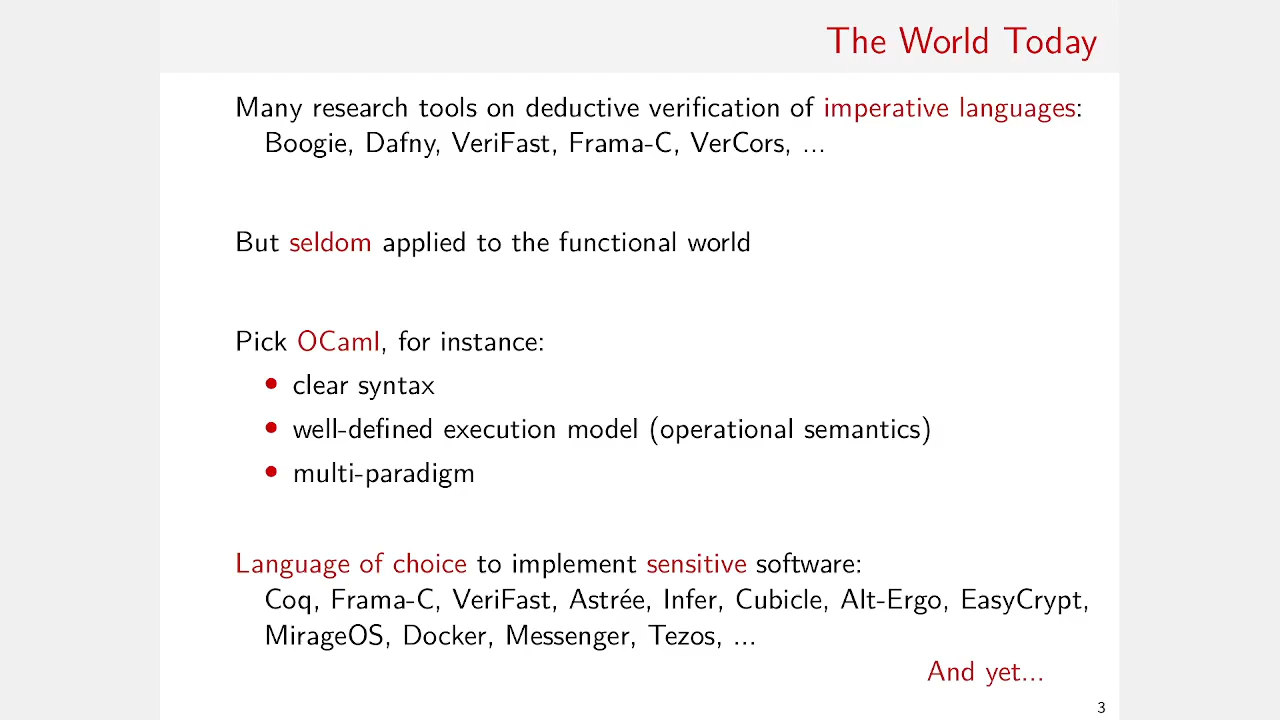 The World Today
Many research tools on deductive verification of imperative languages:
Boogie, Dafny, VeriFast, Frama-C, VerCors, ...
But seldom applied to the functional world
Pick OCaml, for instance:
• clear syntax
• well-defined execution model (operational semantics)
• multi-paradigm
Language of choice to implement sensitive software:
Coq, Frama-C, VeriFast, Astrée, Infer, Cubicle, Alt-Ergo, EasyCrypt,
MirageOS, Docker, Messenger, Tezos, ...
And yet...
3